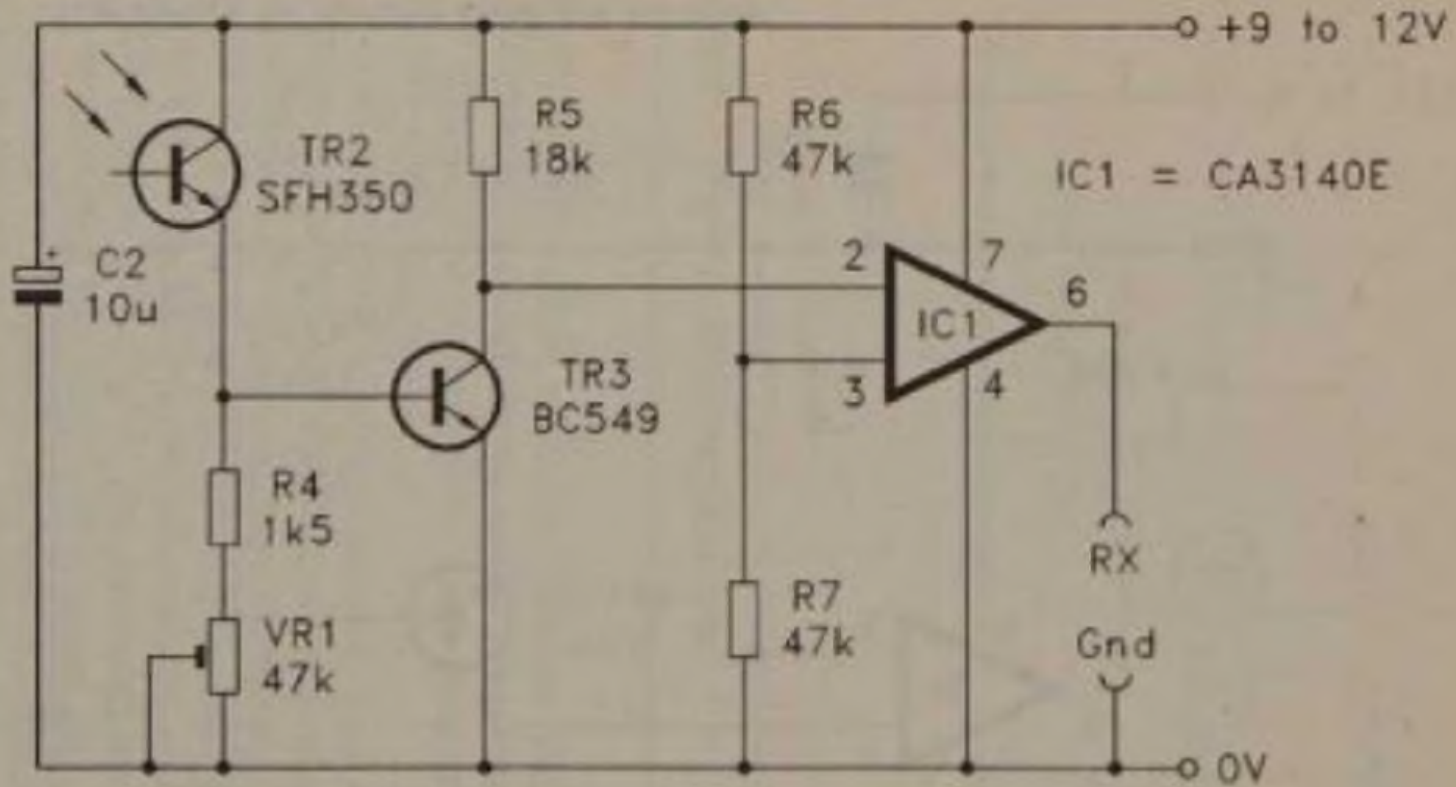 +9 to 12V
R5
18k
R6
47k
TR2
SFH350
IC1 = CA3140E
C2
+
10u
2
7
6
IC1
3
4
TR3
BC549
R4
1k5
RX
R7
47k
VR1
47k
Gnd
0V